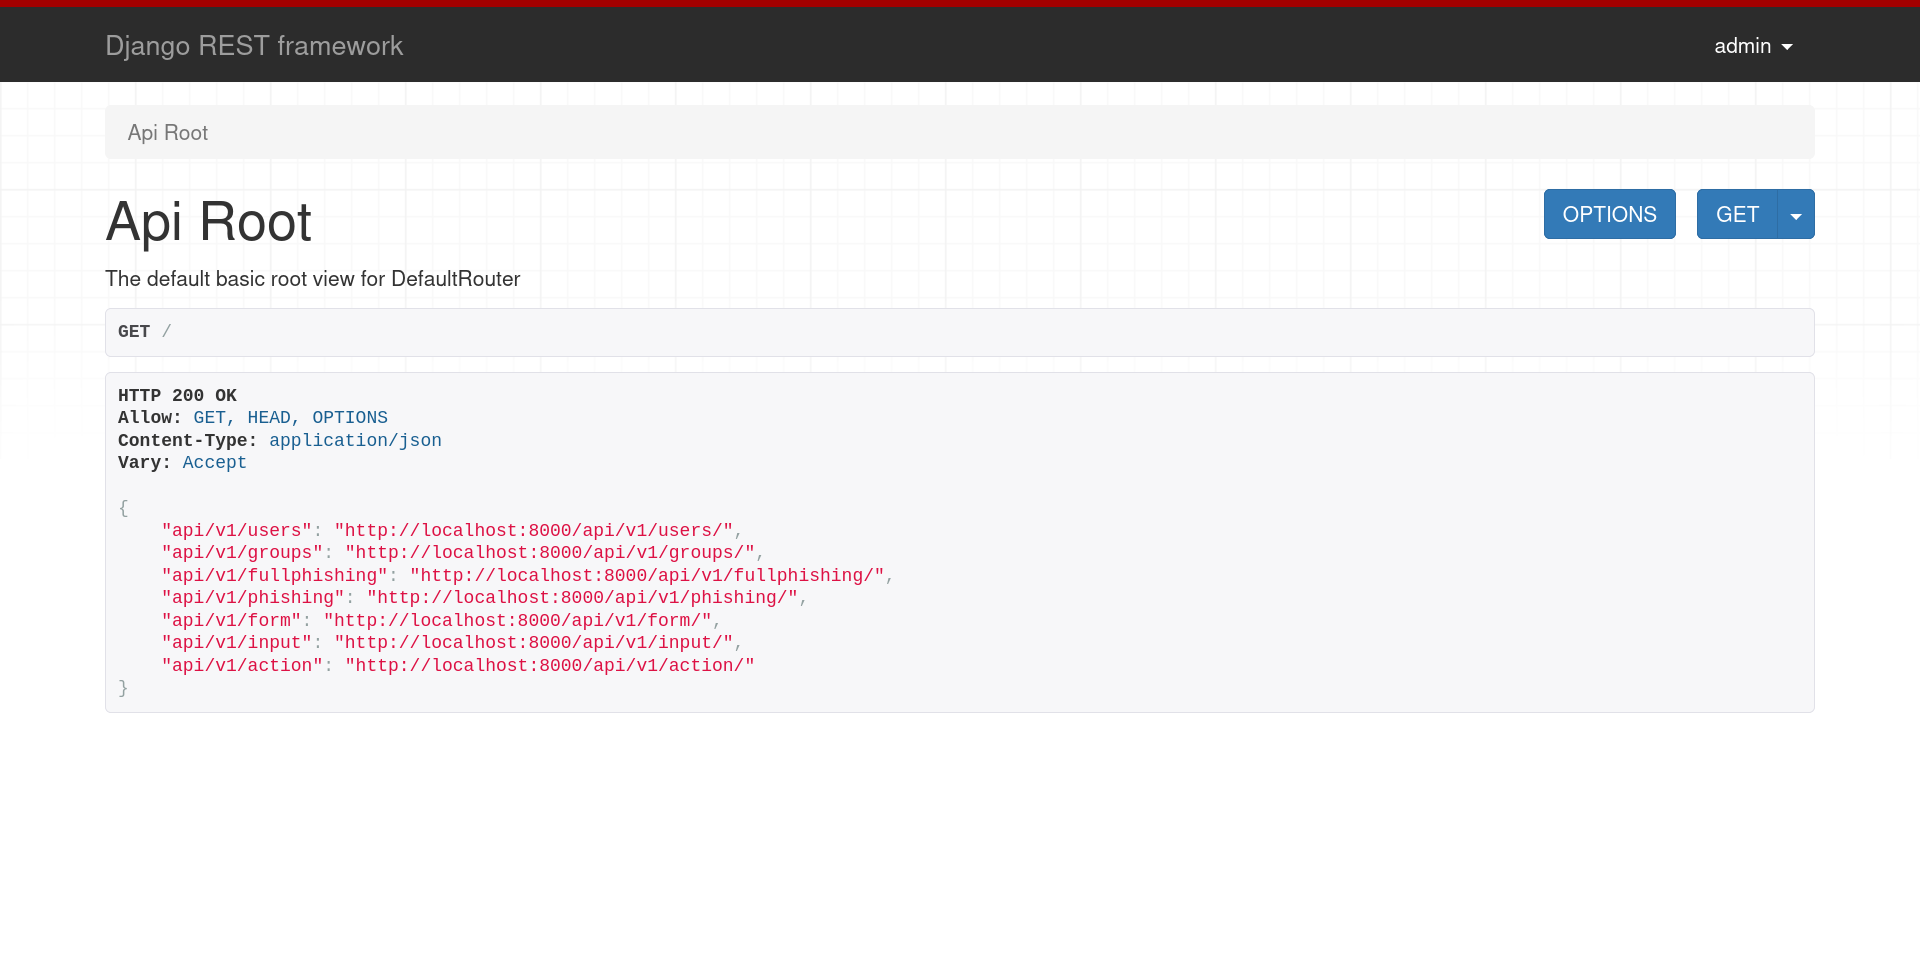 Django REST framework
admin
Api Root
Api Root
OPTIONS
GET
The default basic root view for DefaultRouter
GET /
HTTP 200 OK
Allow: GET, HEAD, OPTIONS
Content-Type: application/json
Vary: Accept
{
    "api/v1/users": "http://localhost:8000/api/v1/users/",
    "api/v1/groups": "http://localhost:8000/api/v1/groups/",
    "api/v1/fullphishing": "http://localhost:8000/api/v1/fullphishing/",
    "api/v1/phishing": "http://localhost:8000/api/v1/phishing/",
    "api/v1/form": "http://localhost:8000/api/v1/form/",
    "api/v1/input": "http://localhost:8000/api/v1/input/",
    "api/v1/action": "http://localhost:8000/api/v1/action/"
}